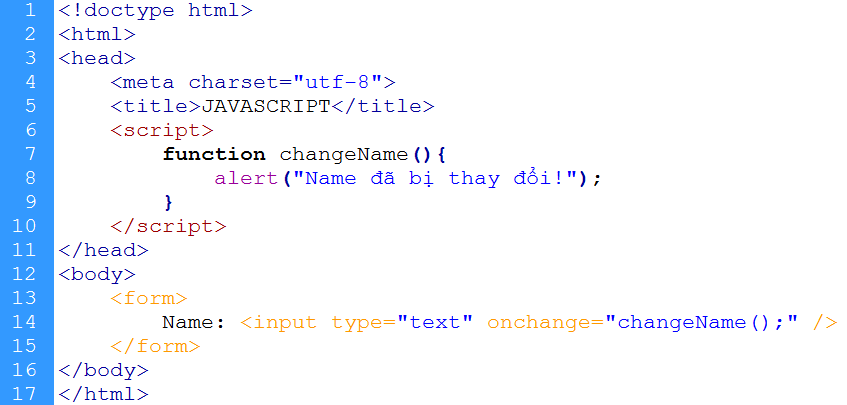 1 <!doctype html>
2 <html>
3 <head>
4 <meta charset="utf-8">
5 <title>JAVASCRIPT</title>
6 <script>
7 function changeName(){
8 alert("Name đã bị thay đổi!");
9 }
10 </script>
11 </head>
12 <body>
13 <form>
14 Name: <input type="text" onchange="changeName();" />
15 </form>
16 </body>
17 </html>